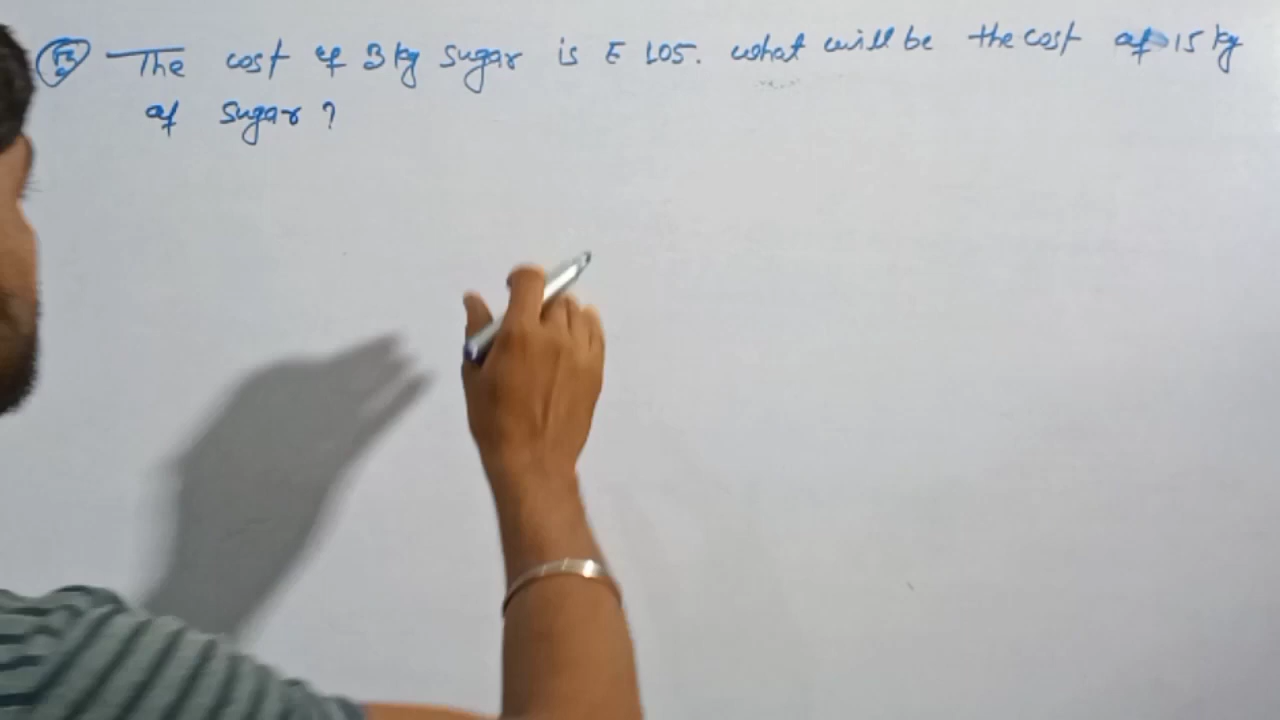 The cost of 3 kg sugar is E 105. what will be the cost of 15 kg
of sugar ?